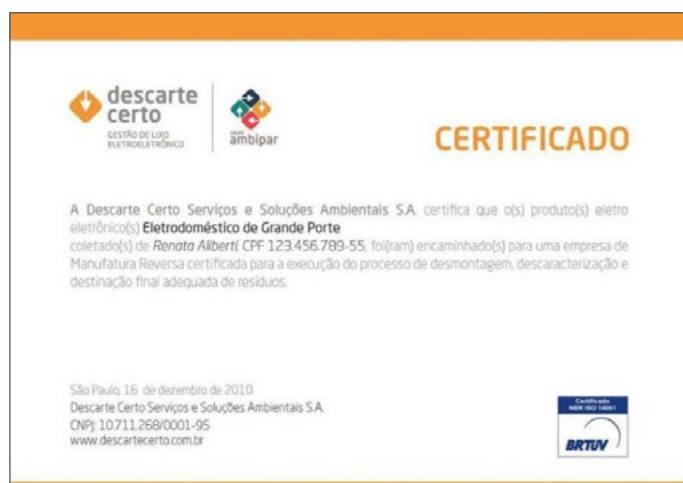 descarte
certo
GESTÃO DE LIXO
ELETROELETRÔNICO
grupo
ambipar
CERTIFICADO
A Descarte Certo Serviços e Soluções Ambientais S.A. certifica que o(s) produto(s) eletro
eletrônico(s) Eletrodoméstico de Grande Porte
coletado(s) de Renata Aliberti, CPF 123.456.789-55, foi(ram) encaminhado(s) para uma empresa de
Manufatura Reversa certificada para a execução do processo de desmontagem, descaracterização e
destinação final adequada de resíduos.
São Paulo, 16 de dezembro de 2010
Descarte Certo Serviços e Soluções Ambientais S.A.
CNPJ: 10.711.268/0001-95
www.descartecerto.com.br
Certificado
NBR ISO 14001
BRTUV